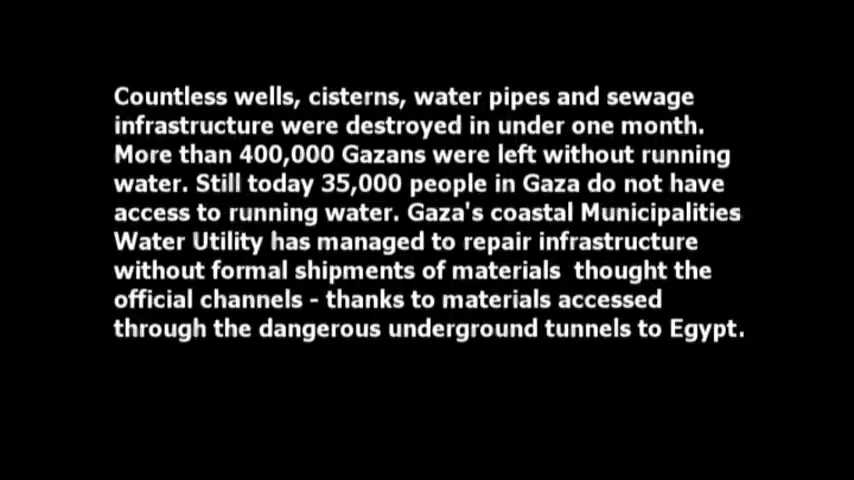 Countless wells, cisterns, water pipes and sewage
infrastructure were destroyed in under one month.
More than 400,000 Gazans were left without running
water. Still today 35,000 people in Gaza do not have
access to running water. Gaza's coastal Municipalities
Water Utility has managed to repair infrastructure
without formal shipments of materials  thought the
official channels - thanks to materials accessed
through the dangerous underground tunnels to Egypt.